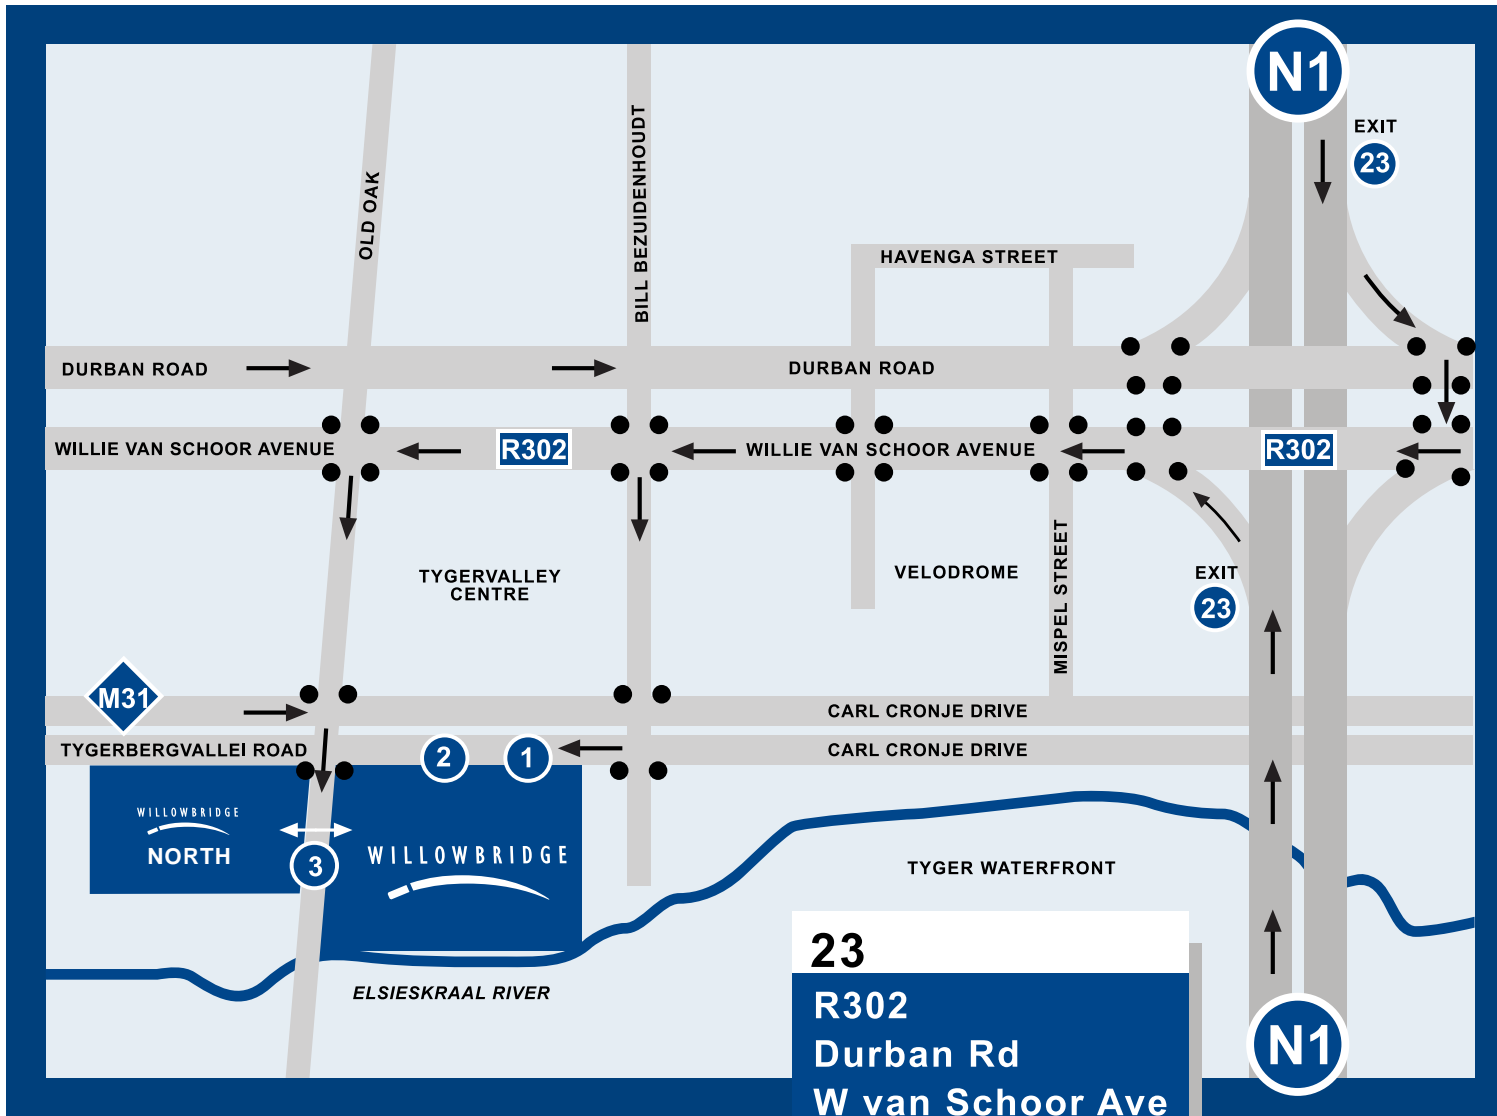 N1
EXIT
23
OLD OAK
BILL BEZUIDENHOUDT
HAVENGA STREET
DURBAN ROAD
DURBAN ROAD
WILLIE VAN SCHOOR AVENUE
R302
WILLIE VAN SCHOOR AVENUE
R302
TYGERVALLEY
CENTRE
VELODROME
MISPEL STREET
EXIT
23
M31
CARL CRONJE DRIVE
TYGERBERGVALLEI ROAD
2
1
CARL CRONJE DRIVE
WILLOWBRIDGE
NORTH
3
WILLOWBRIDGE
TYGER WATERFRONT
ELSIESKRAAL RIVER
23
R302
Durban Rd
W van Schoor Ave
N1